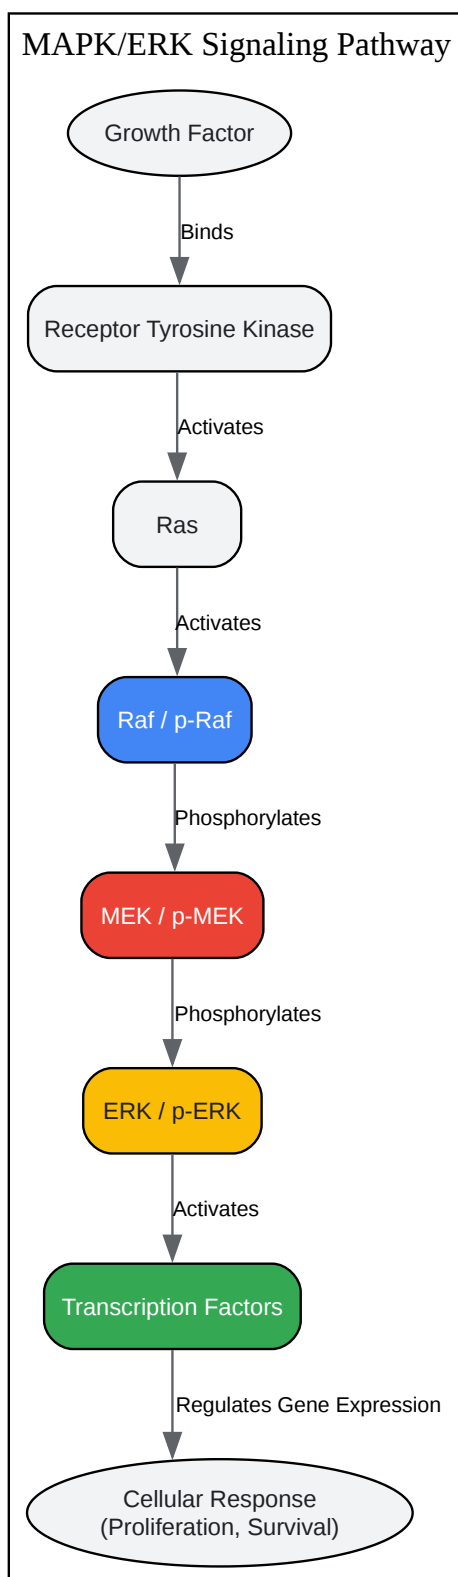 MAPK/ERK Signaling Pathway
Growth Factor
Binds
Receptor Tyrosine Kinase
Activates
Ras
Activates
Raf / p-Raf
Phosphorylates
MEK / p-MEK
Phosphorylates
ERK / p-ERK
Activates
Transcription Factors
Regulates Gene Expression
Cellular Response
(Proliferation, Survival)